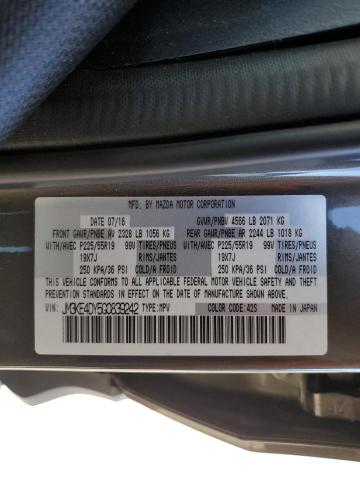 MFD. BY MAZDA MOTOR CORPORATION
DATE 07/16 GVWR/PNBV 4566 LB 2071 KG
FRONT GAWR/PNBE AV 2328 LB 1056 KG REAR GAWR/PNBE AR 2244 LB 1018 KG
WITH/AVEC P225/55R19 99V TIRES/PNEUS WITH/AVEC P225/55R19 99V TIRES/PNEUS
19X7J RIMS/JANTES 19X7J RIMS/JANTES
250 KPA/36 PSI COLD/A FROID 250 KPA/36 PSI COLD/A FROID
THIS VEHICLE CONFORMS TO ALL APPLICABLE FEDERAL MOTOR VEHICLE SAFETY, BUMPER, AND THEFT
PREVENTION STANDARDS IN EFFECT ON THE DATE OF MANUFACTURE SHOWN ABOVE.
VIN: JM3KE4DY5G0839242 TYPE:MPV COLOR CODE:42S MADE IN JAPAN